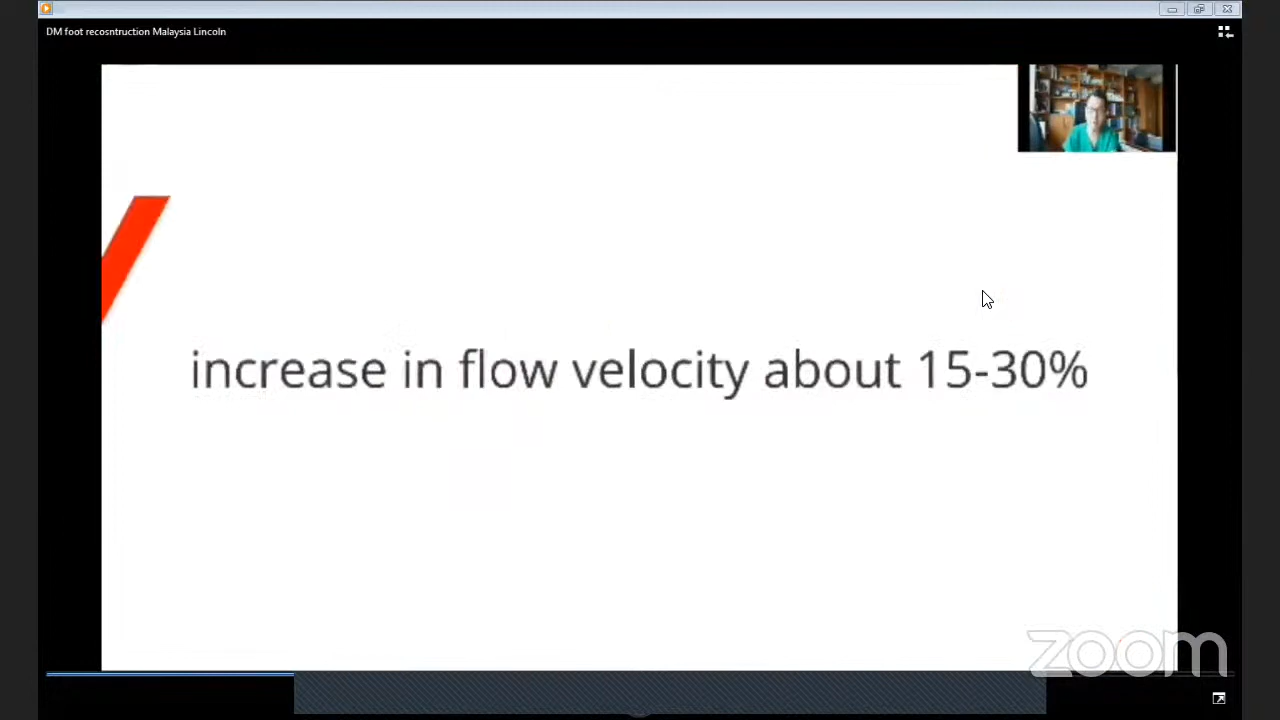 DM foot recosntruction Malaysia Lincoln
increase in flow velocity about 15-30%
zoom